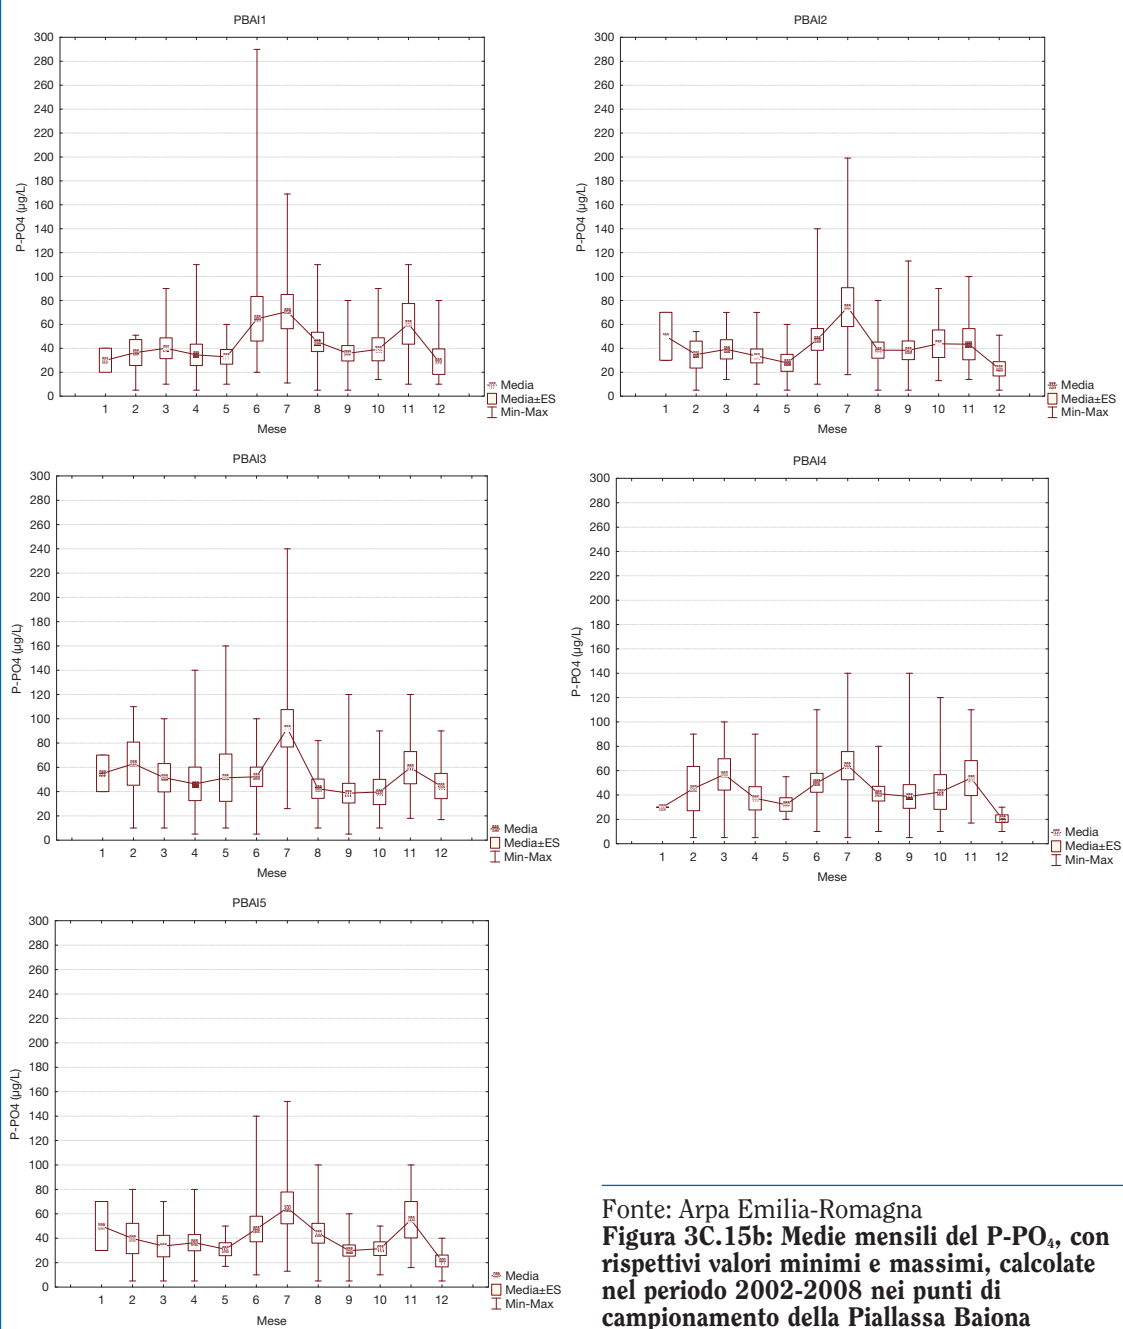 PBAI1
300
280
260
240
220
200
180
160
140
120
100
80
60
40
20
0
P-PO4 (µg/L)
1 2 3 4 5 6 7 8 9 10 11 12
Mese
Media
Media±ES
Min-Max
PBAI2
300
280
260
240
220
200
180
160
140
120
100
80
60
40
20
0
P-PO4 (µg/L)
1 2 3 4 5 6 7 8 9 10 11 12
Mese
Media
Media±ES
Min-Max
PBAI3
300
280
260
240
220
200
180
160
140
120
100
80
60
40
20
0
P-PO4 (µg/L)
1 2 3 4 5 6 7 8 9 10 11 12
Mese
Media
Media±ES
Min-Max
PBAI4
300
280
260
240
220
200
180
160
140
120
100
80
60
40
20
0
P-PO4 (µg/L)
1 2 3 4 5 6 7 8 9 10 11 12
Mese
Media
Media±ES
Min-Max
PBAI5
300
280
260
240
220
200
180
160
140
120
100
80
60
40
20
0
P-PO4 (µg/L)
1 2 3 4 5 6 7 8 9 10 11 12
Mese
Media
Media±ES
Min-Max
Fonte: Arpa Emilia-Romagna
Figura 3C.15b: Medie mensili del P-PO₄, con
rispettivi valori minimi e massimi, calcolate
nel periodo 2002-2008 nei punti di
campionamento della Piallassa Baiona